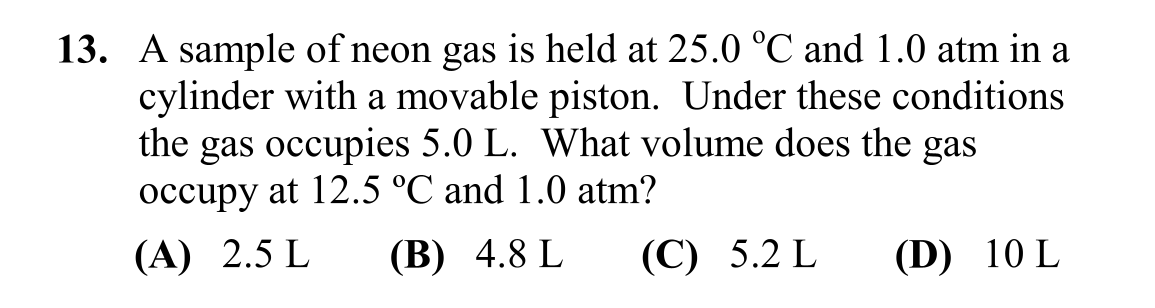 13. A sample of neon gas is held at 25.0 ºC and 1.0 atm in a
cylinder with a movable piston. Under these conditions
the gas occupies 5.0 L. What volume does the gas
occupy at 12.5 ºC and 1.0 atm?
(A) 2.5 L (B) 4.8 L (C) 5.2 L (D) 10 L